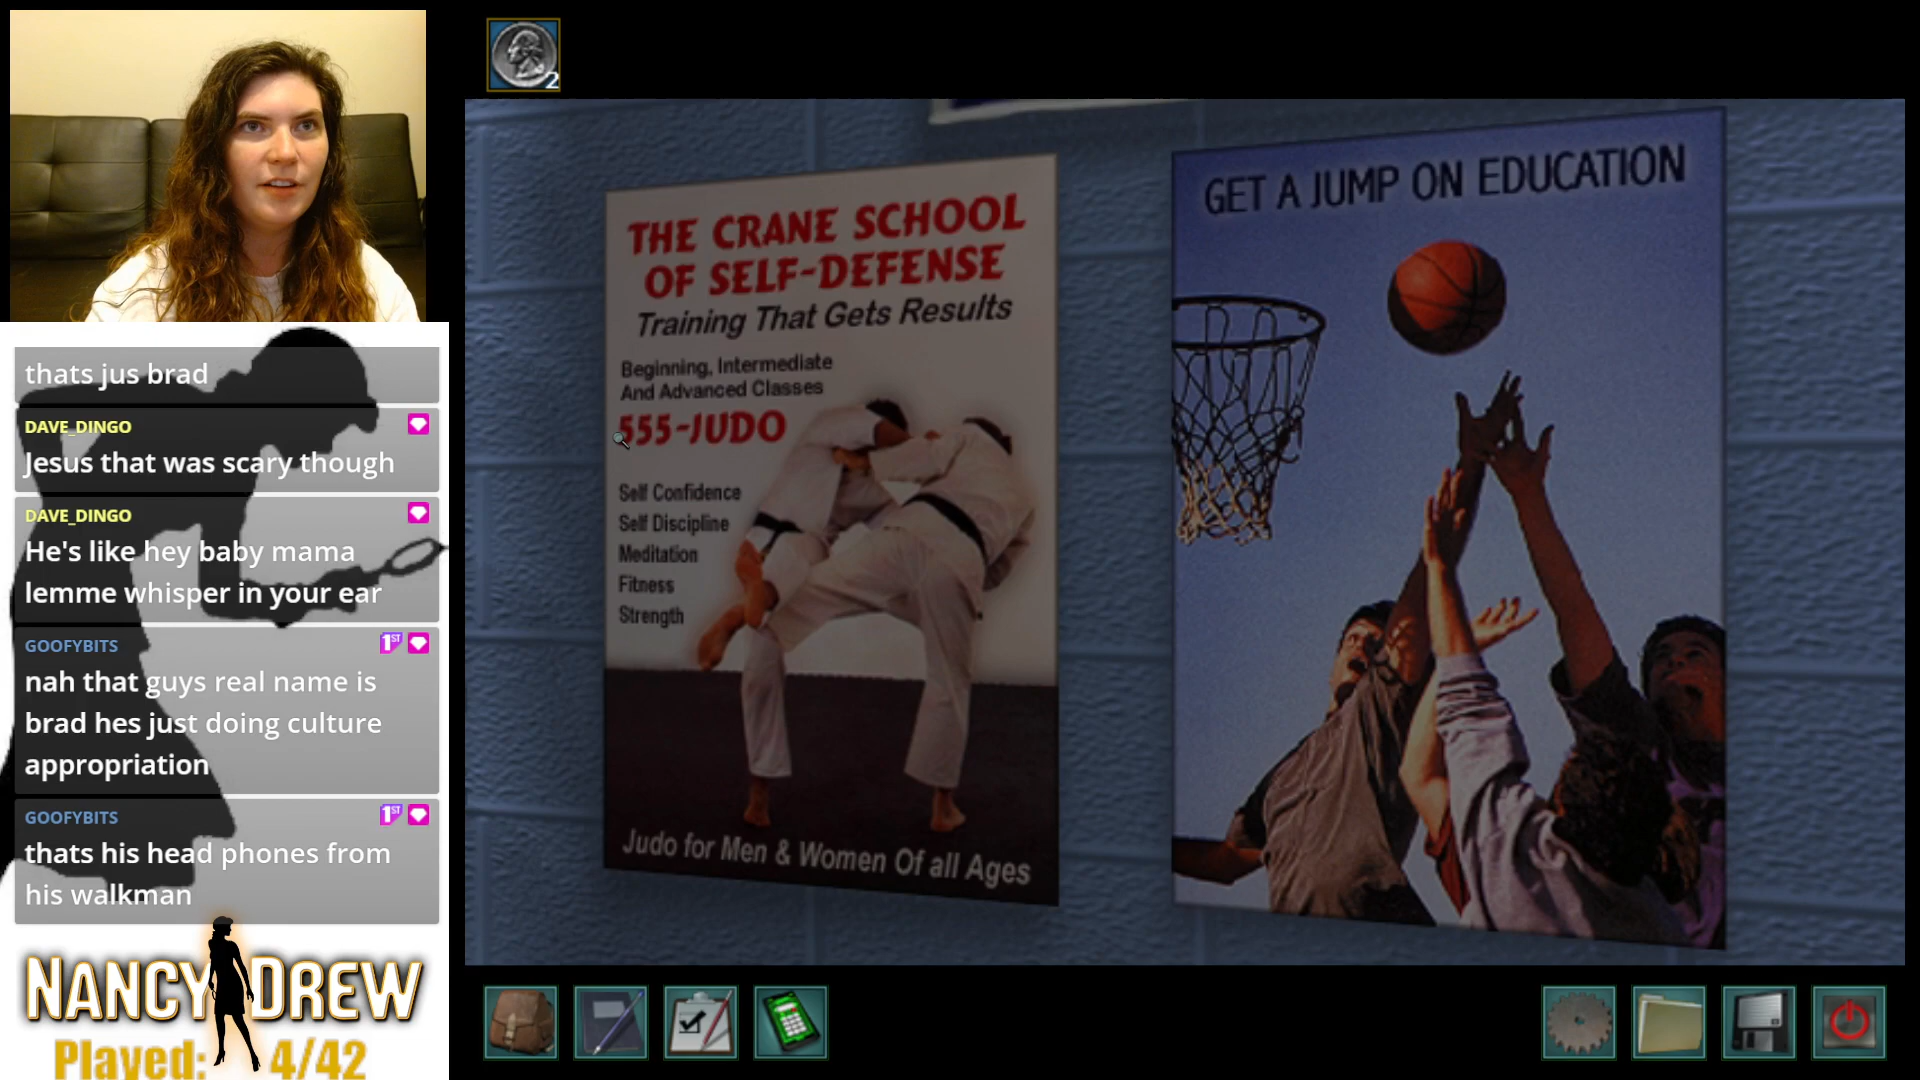 2
THE CRANE SCHOOL
OF SELF-DEFENSE
Training That Gets Results
Beginning, Intermediate
And Advanced Classes
555-JUDO
Self Confidence
Self Discipline
Meditation
Fitness
Strength
Judo for Men & Women Of all Ages
GET A JUMP ON EDUCATION
thats jus brad
DAVE_DINGO
Jesus that was scary though
DAVE_DINGO
He's like hey baby mama
lemme whisper in your ear
GOOFYBITS 1ST
nah that guys real name is
brad hes just doing culture
appropriation
GOOFYBITS 1ST
thats his head phones from
his walkman
NANCY DREW
Played: 4/42